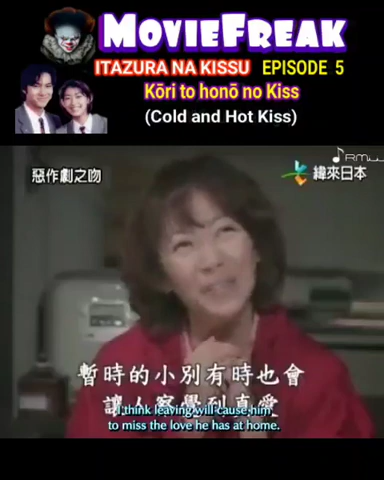 MOVIEFREAK
ITAZURA NA KISSU EPISODE 5
Kōri to honō no Kiss
(Cold and Hot Kiss)
惡作劇之吻
緯來日本
暫時的小別有時也會
讓人察覺到真愛
I think leaving will cause him
to miss the love he has at home.